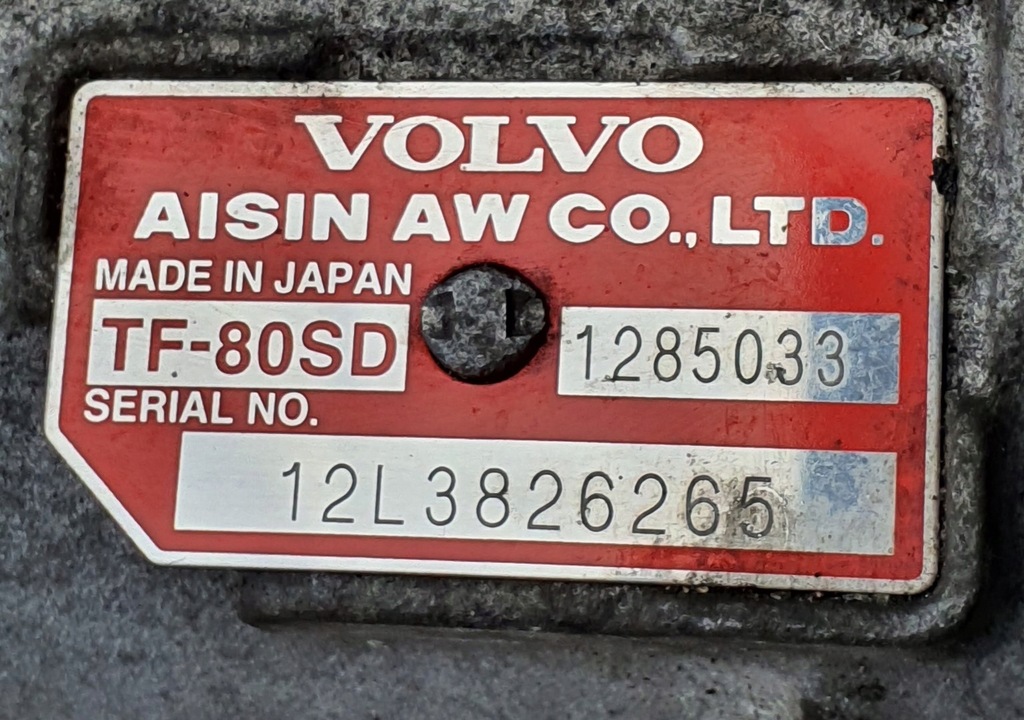 VOLVO
AISIN AW CO., LTD.
MADE IN JAPAN
TF-80SD 1285033
SERIAL NO.
12L3826265